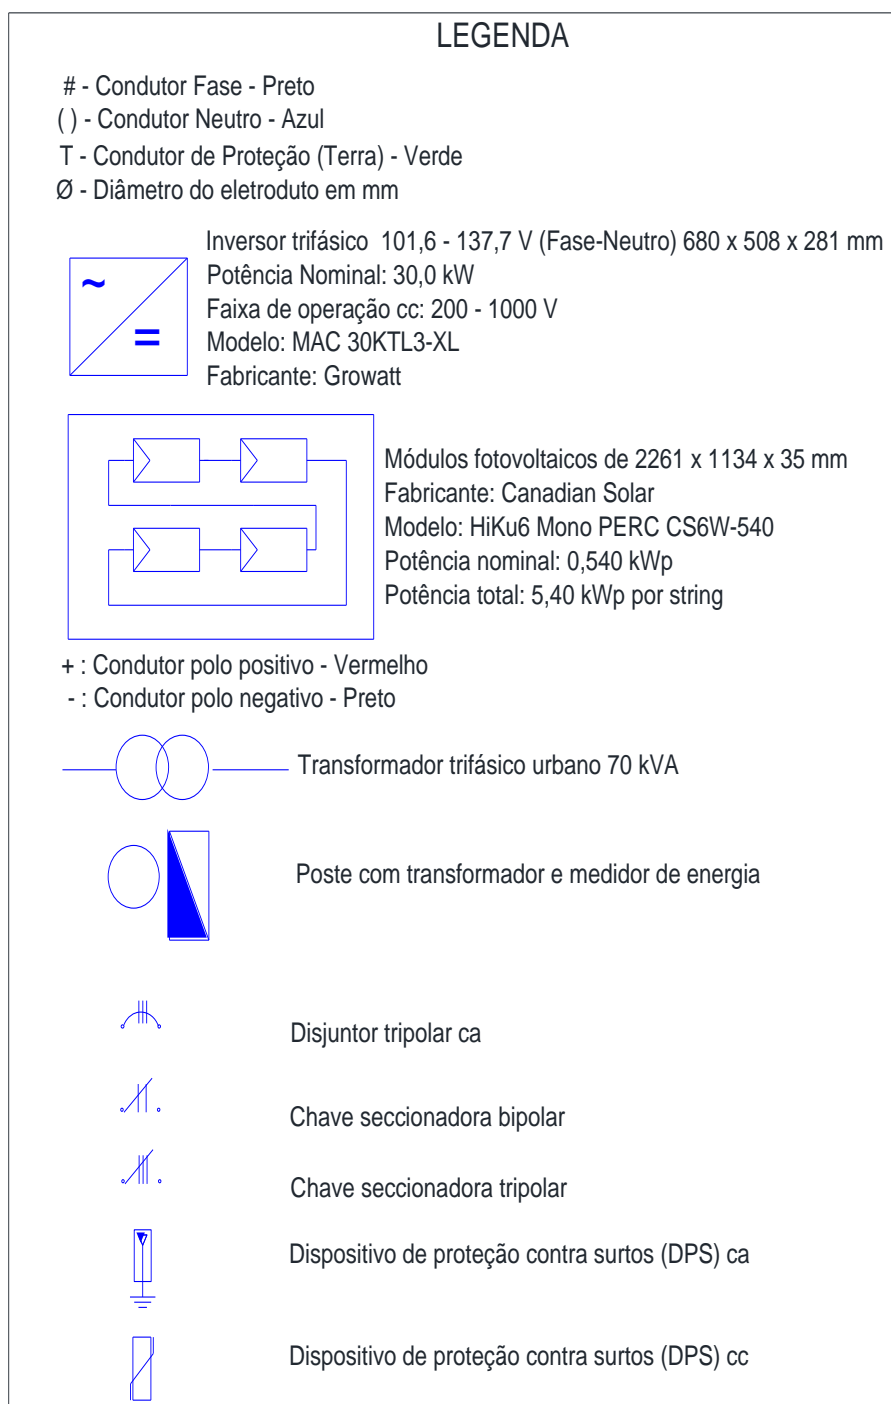 LEGENDA
# - Condutor Fase - Preto
( ) - Condutor Neutro - Azul
T - Condutor de Proteção (Terra) - Verde
Ø - Diâmetro do eletroduto em mm
Inversor trifásico 101,6 - 137,7 V (Fase-Neutro) 680 x 508 x 281 mm
Potência Nominal: 30,0 kW
Faixa de operação cc: 200 - 1000 V
Modelo: MAC 30KTL3-XL
Fabricante: Growatt
Módulos fotovoltaicos de 2261 x 1134 x 35 mm
Fabricante: Canadian Solar
Modelo: HiKu6 Mono PERC CS6W-540
Potência nominal: 0,540 kWp
Potência total: 5,40 kWp por string
+ : Condutor polo positivo - Vermelho
- : Condutor polo negativo - Preto
Transformador trifásico urbano 70 kVA
Poste com transformador e medidor de energia
Disjuntor tripolar ca
Chave seccionadora bipolar
Chave seccionadora tripolar
Dispositivo de proteção contra surtos (DPS) ca
Dispositivo de proteção contra surtos (DPS) cc